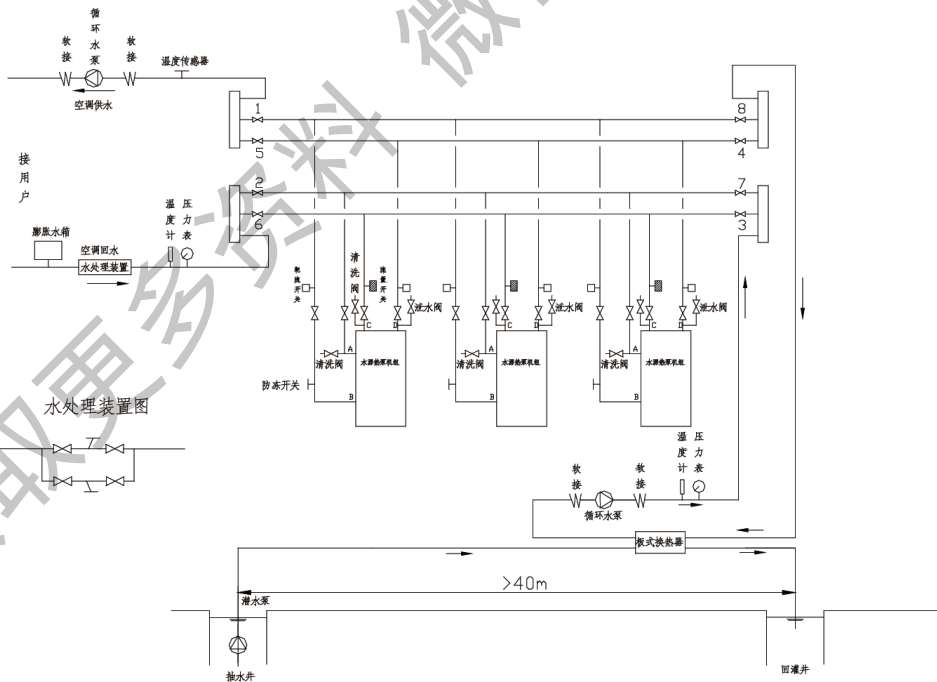 取更多资料 微
循环水泵
软接
软接
温度传感器
空调供水
1
8
5
4
接用户
2
7
6
3
膨胀水箱
空调回水
水处理装置
温度计
压力表
清洗阀
流量开关
泄水阀
泄水阀
泄水阀
C
D
C
D
C
D
A
A
A
水源热泵机组
水源热泵机组
水源热泵机组
清洗阀
清洗阀
清洗阀
防冻开关
B
B
B
水处理装置图
温度计
压力表
软接
软接
循环水泵
板式换热器
>40m
潜水泵
抽水井
回灌井